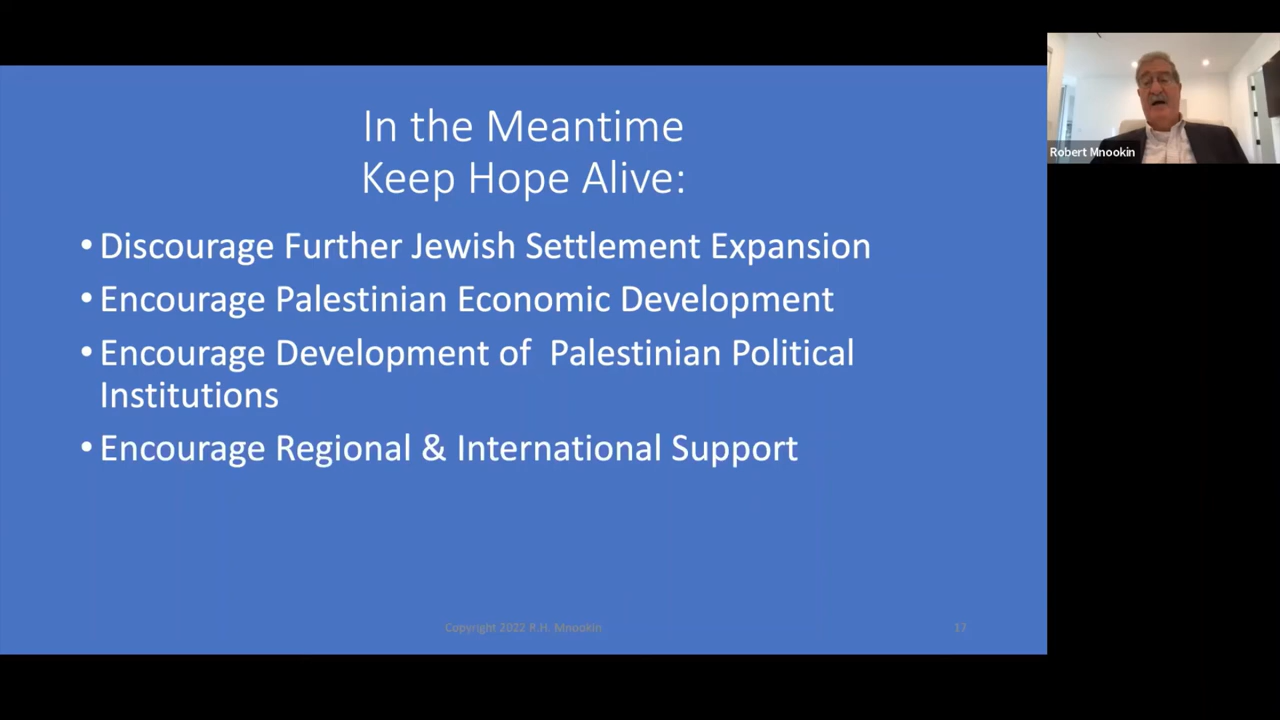 In the Meantime
Keep Hope Alive:
• Discourage Further Jewish Settlement Expansion
• Encourage Palestinian Economic Development
• Encourage Development of  Palestinian Political
Institutions
• Encourage Regional & International Support
Copyright 2022 R.H. Mnookin
17
Robert Mnookin